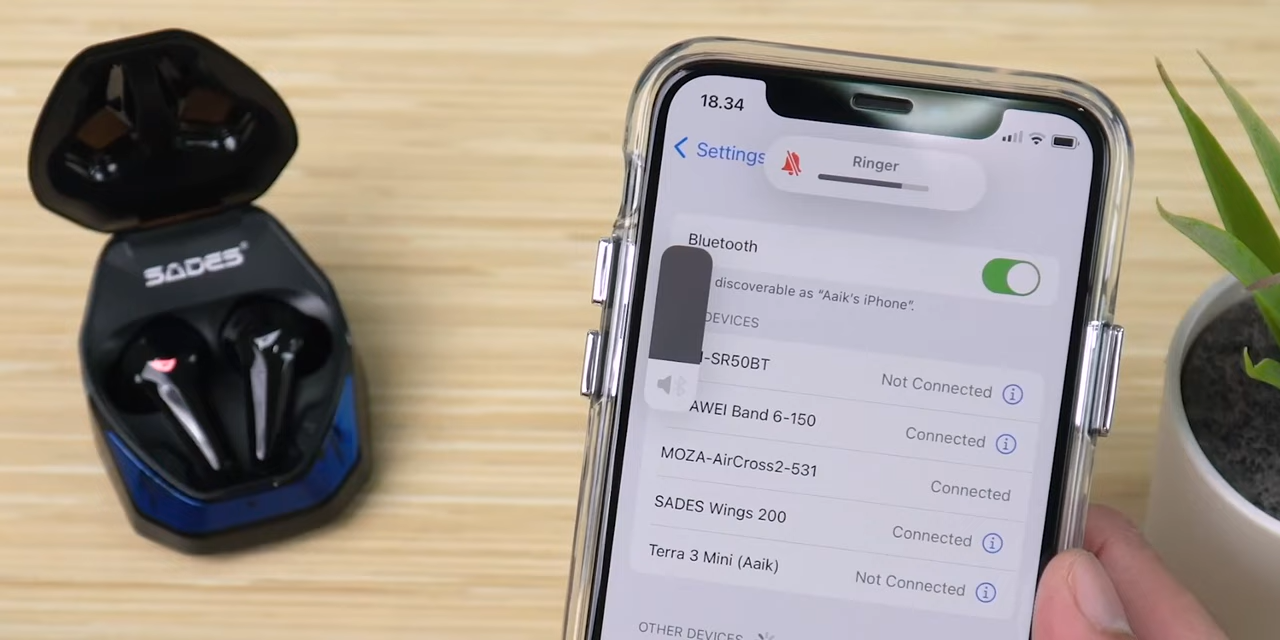 SADES
18.34
Settings
Ringer
Bluetooth
discoverable as “Aaik's iPhone”.
DEVICES
-SR50BT Not Connected
AWEI Band 6-150 Connected
MOZA-AirCross2-531 Connected
SADES Wings 200 Connected
Terra 3 Mini (Aaik) Not Connected
OTHER DEVICES